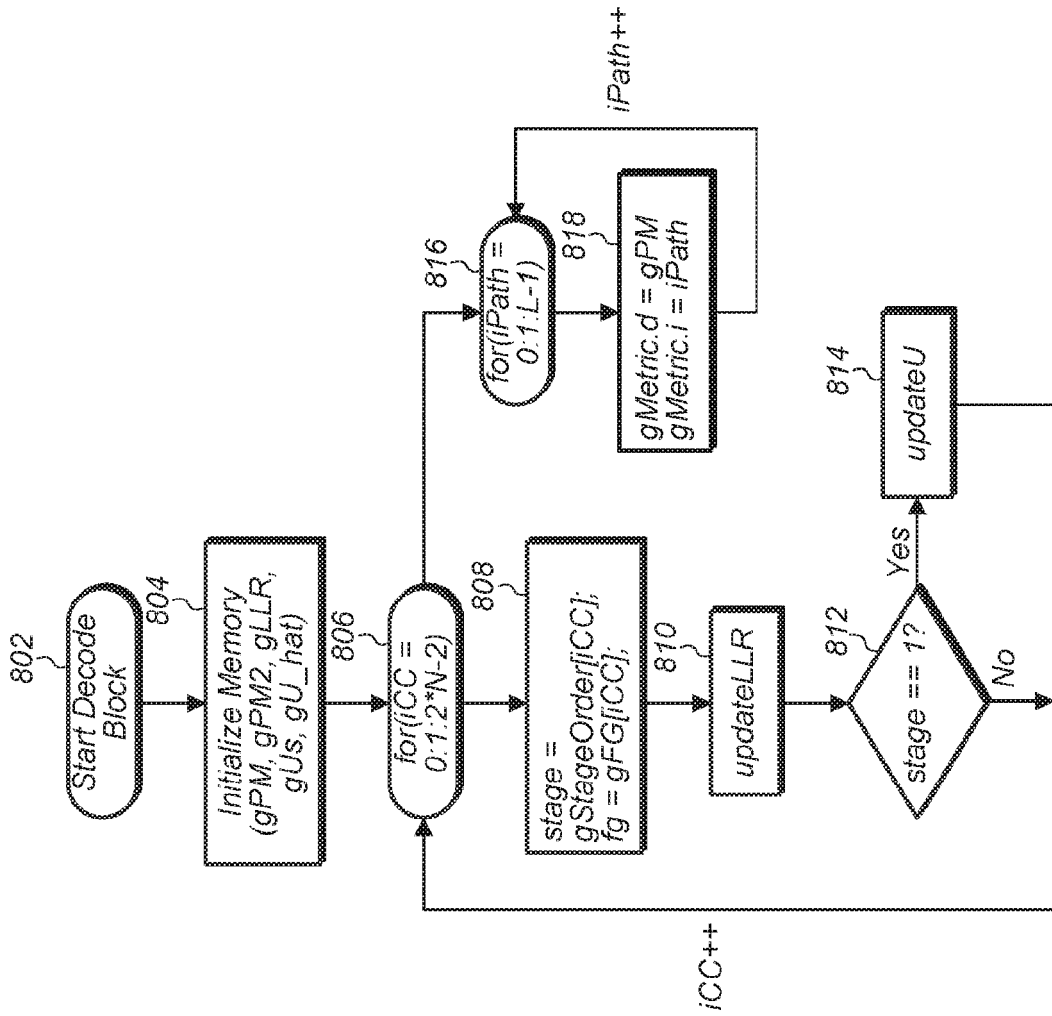 802
Start Decode
Block
804
Initialize Memory
(gPM, gPM2, gLLR,
gUs, gU_hat)
806
for(iCC =
0:1:2*N-2)
808
stage =
gStageOrder[iCC];
fg = gFG[iCC];
810
updateLLR
812
stage == 1?
Yes
No
814
updateU
iCC++
816
for(iPath =
0:1:L-1)
818
gMetric.d = gPM
gMetric.i = iPath
iPath++